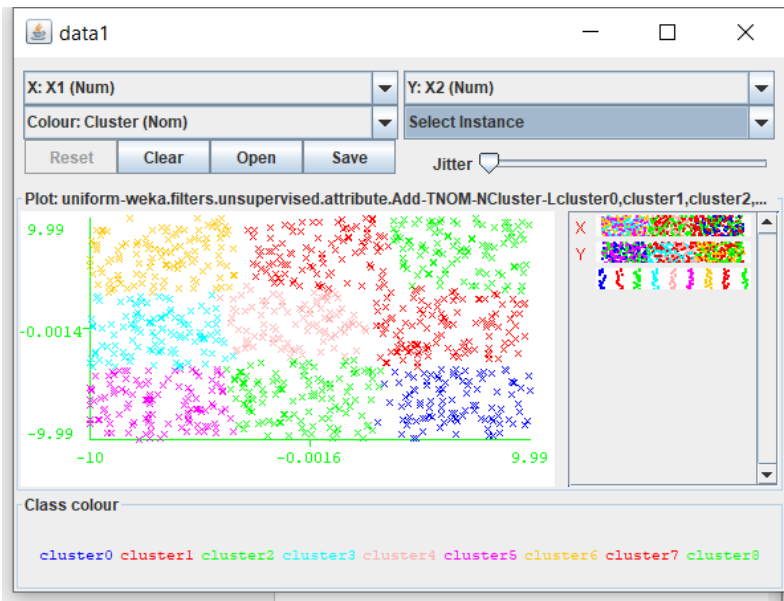 data1
X: X1 (Num) Y: X2 (Num)
Colour: Cluster (Nom) Select Instance
Reset Clear Open Save Jitter
Plot: uniform-weka.filters.unsupervised.attribute.Add-TNOM-NCluster-Lcluster0,cluster1,cluster2,...
9.99
-0.0014
-9.99
-10 -0.0016 9.99
X
Y
Class colour
cluster0 cluster1 cluster2 cluster3 cluster4 cluster5 cluster6 cluster7 cluster8